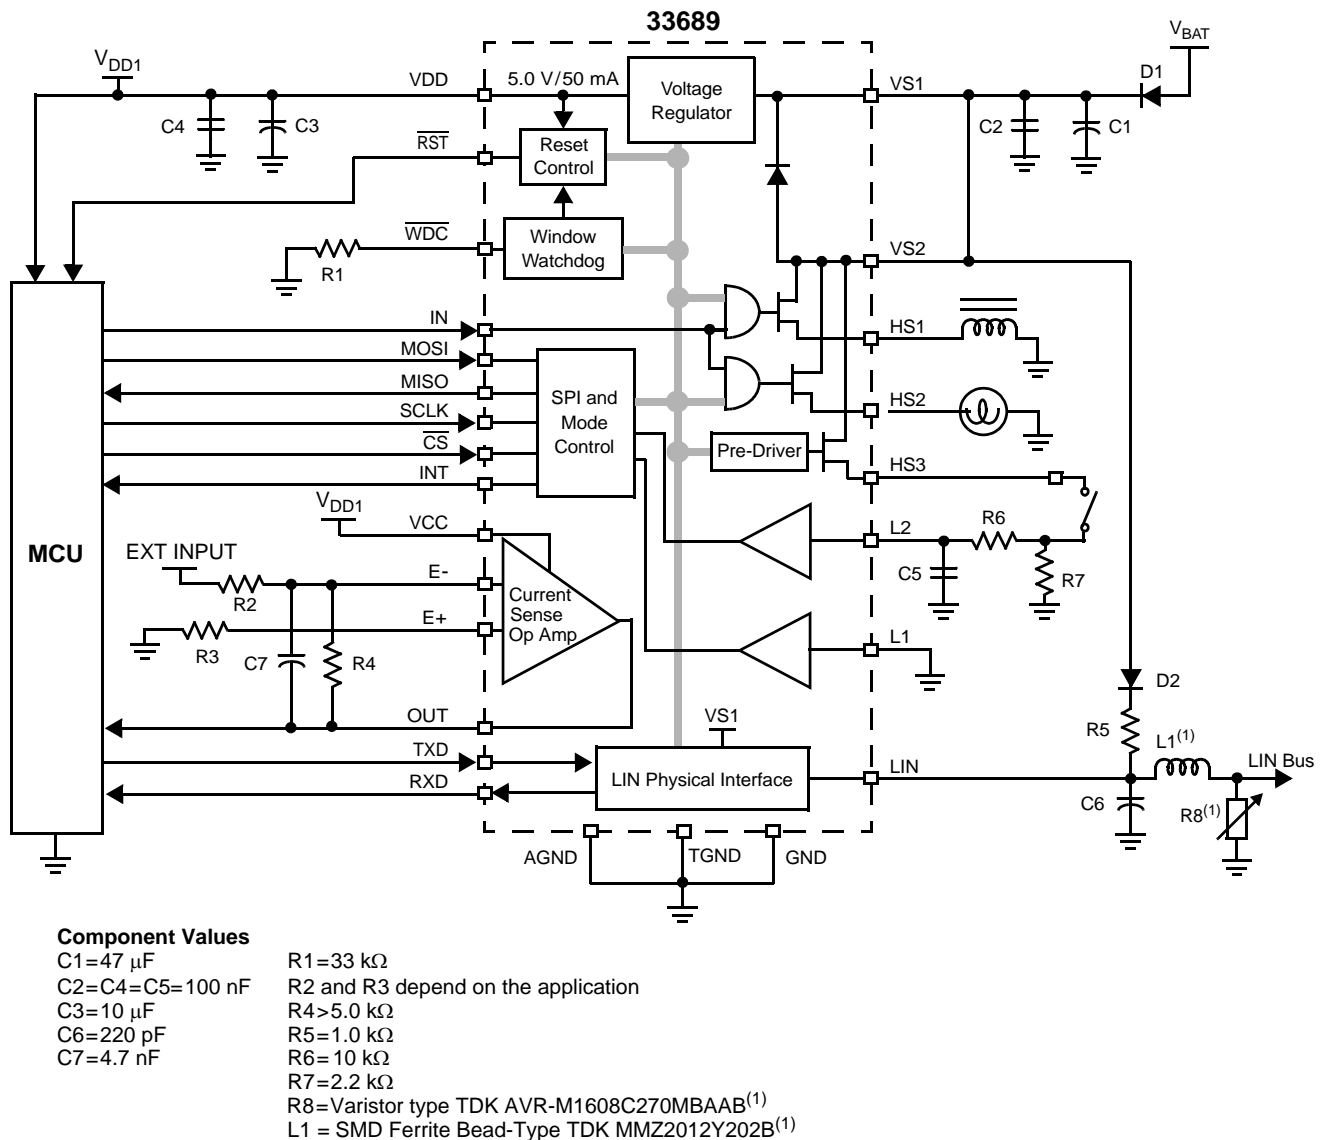 33689
VBAT
VDD1
VDD
5.0 V/50 mA
Voltage
Regulator
VS1
D1
C4
C3
C2
C1
RST
Reset
Control
WDC
Window
Watchdog
R1
VS2
IN
HS1
MOSI
MISO
SPI and
Mode
Control
HS2
SCLK
CS
Pre-Driver
HS3
INT
VDD1
VCC
L2
R6
MCU
EXT INPUT
E-
R2
Current
Sense
Op Amp
C5
R7
E+
R3
C7
R4
L1
D2
OUT
VS1
R5
TXD
L1(1)
LIN Bus
RXD
LIN Physical Interface
LIN
C6
R8(1)
AGND
TGND
GND
Component Values
C1=47 μF
C2=C4=C5=100 nF
C3=10 μF
C6=220 pF
C7=4.7 nF
R1=33 kΩ
R2 and R3 depend on the application
R4>5.0 kΩ
R5=1.0 kΩ
R6=10 kΩ
R7=2.2 kΩ
R8=Varistor type TDK AVR-M1608C270MBAAB(1)
L1 = SMD Ferrite Bead-Type TDK MMZ2012Y202B(1)